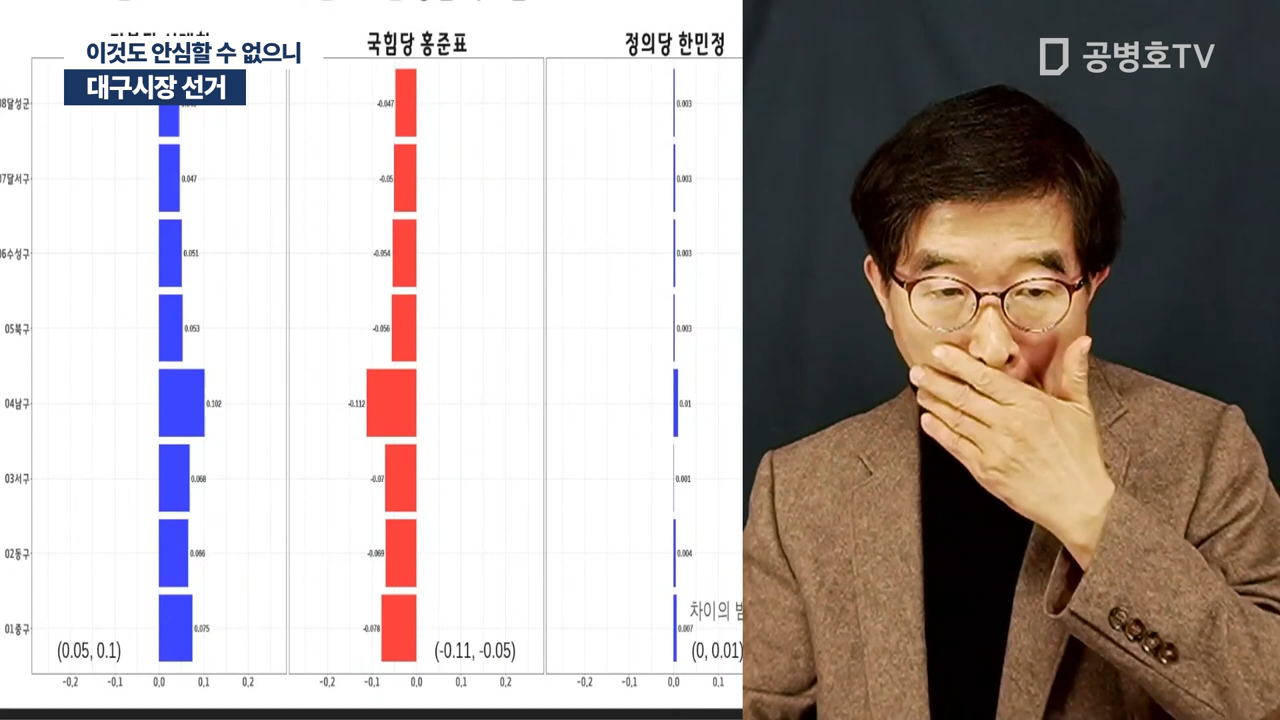 이것도 안심할 수 없으니
대구시장 선거
국힘당 홍준표
정의당 한민정
공병호TV
08달성군
-0.047
0.003
07달서구
0.047
-0.05
0.003
06수성구
0.051
-0.054
0.003
05북구
0.053
-0.056
0.003
04남구
0.102
-0.112
0.01
03서구
0.068
-0.07
0.001
02동구
0.066
-0.069
0.004
차이의
01중구
0.075
-0.078
0.007
(0.05, 0.1)
(-0.11, -0.05)
(0, 0.01)
-0,2 -0,1 0,0 0,1 0,2
-0,2 -0,1 0,0 0,1 0,2
-0,2 -0,1 0,0 0,1